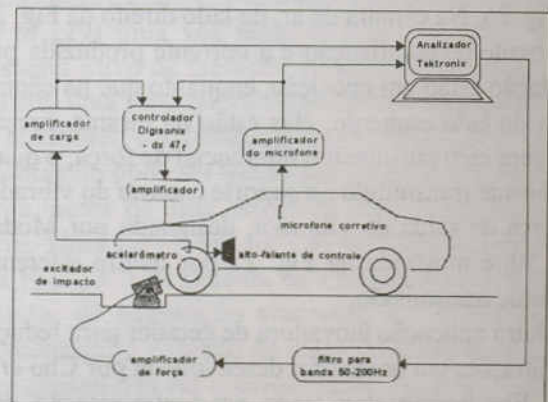 Analizador
Tektronix
amplificador
de carga
controlador
Digisonix
- dx 47
amplificador
do microfone
(amplificador)
microfone corretivo
acelerômetro
alto-falante de controle
excitador
de impacto
amplificador
de força
filtro para
banda 50-200Hz